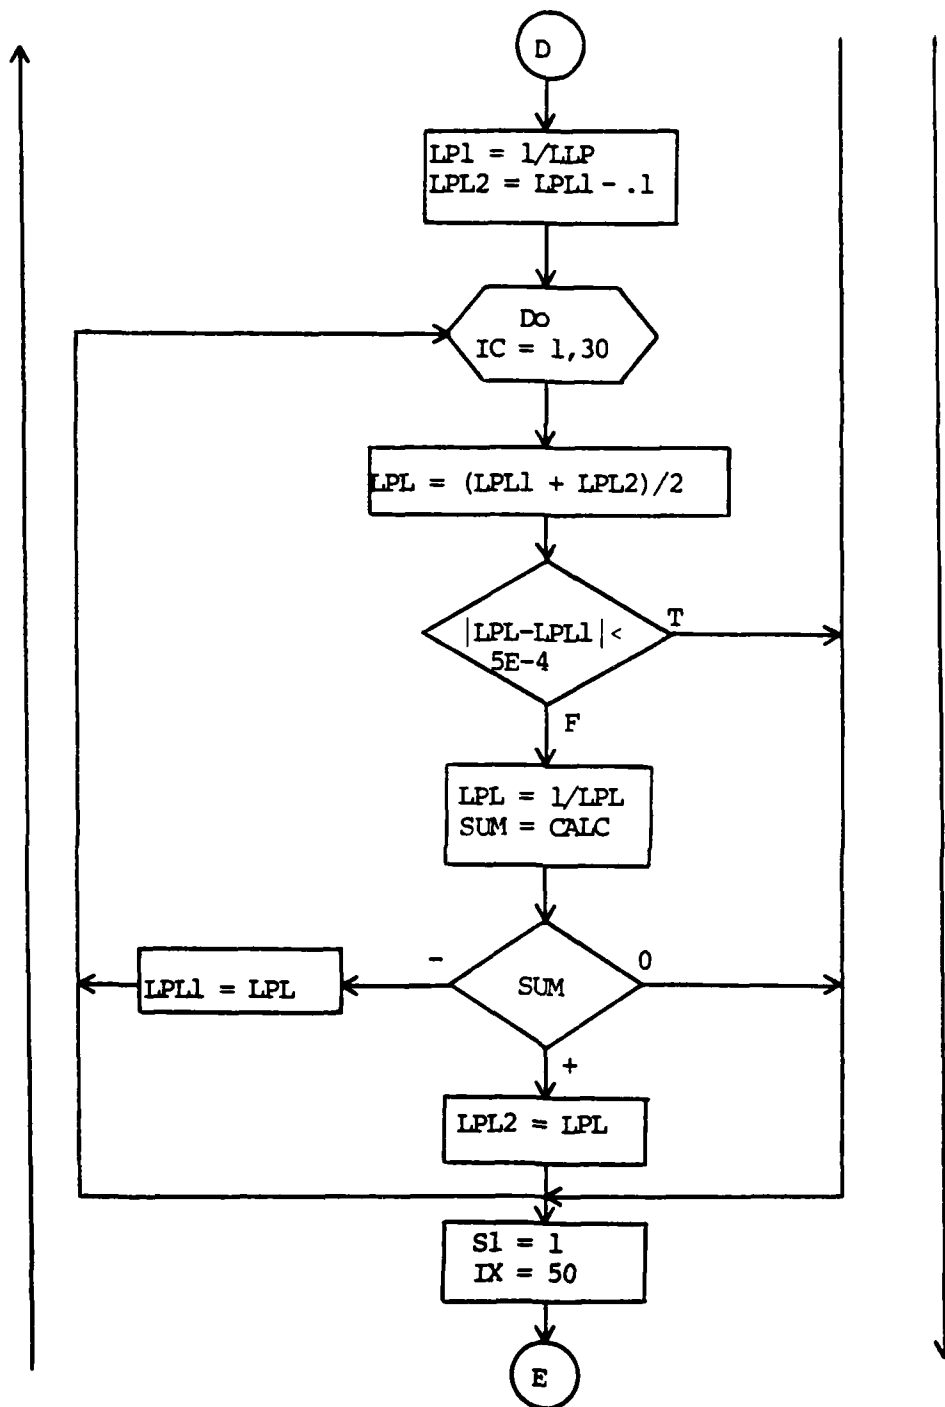 D
LP1 = 1/LLP
LPL2 = LPL1 - .1
Do
IC = 1,30
LPL = (LPL1 + LPL2)/2
|LPL-LPL1| <
5E-4
T
F
LPL = 1/LPL
SUM = CALC
-
SUM
0
LPL1 = LPL
+
LPL2 = LPL
S1 = 1
IX = 50
E